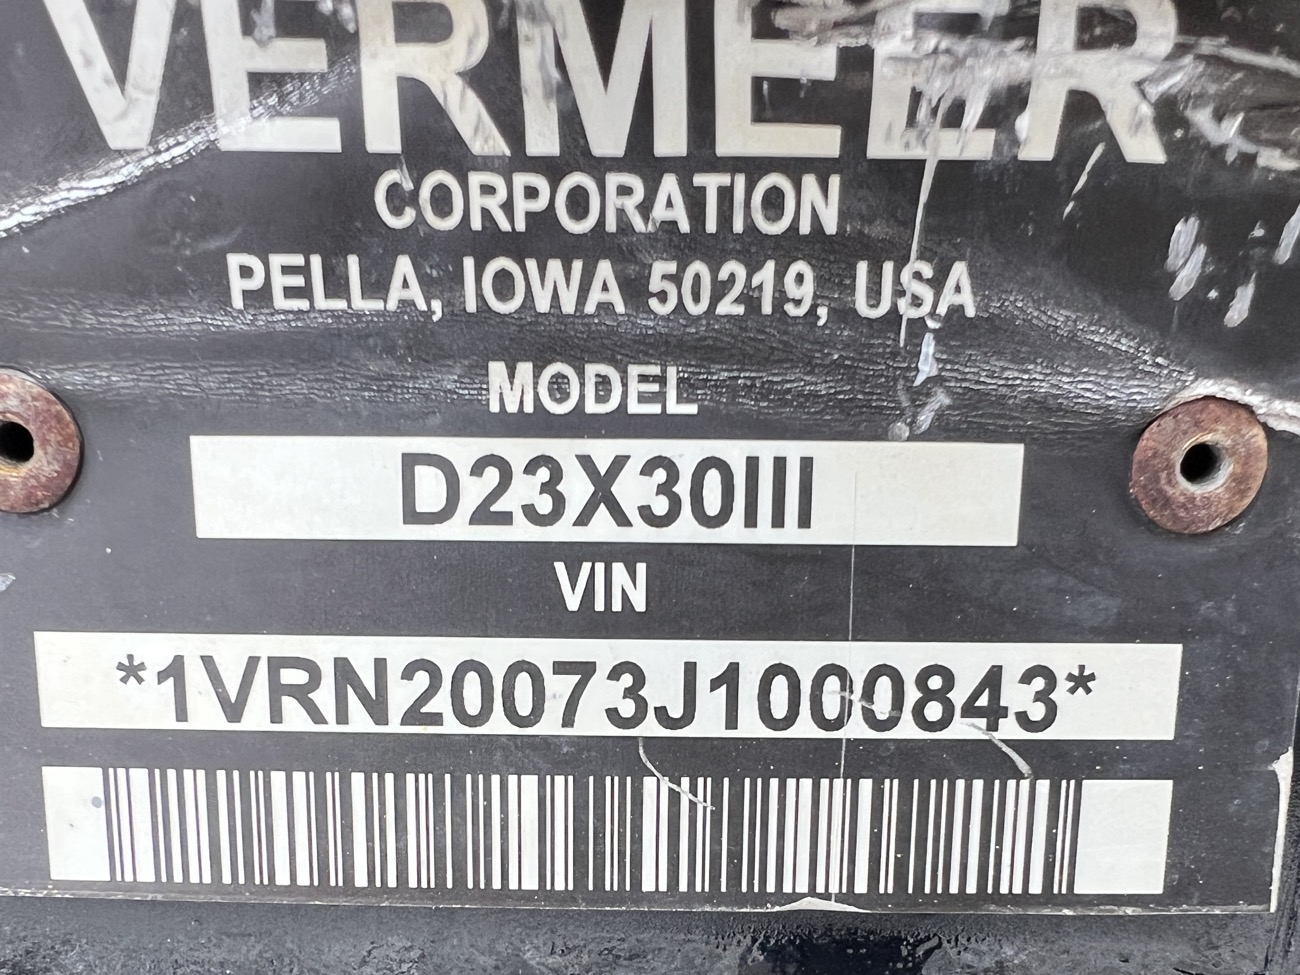 VERMEER
CORPORATION
PELLA, IOWA 50219, USA
MODEL
D23X30III
VIN
*1VRN20073J1000843*